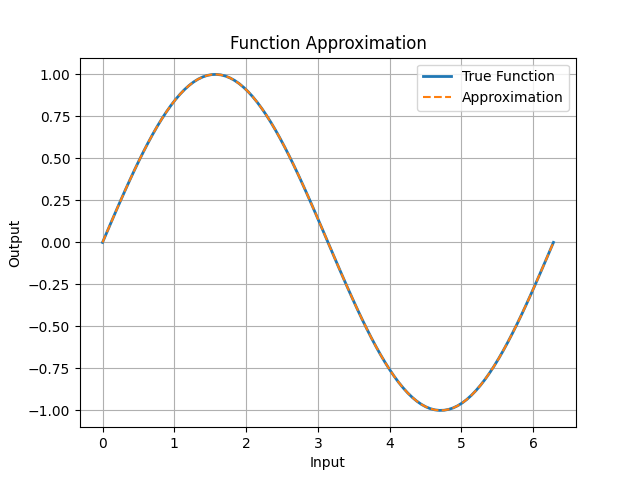 Function Approximation
True Function
Approximation
1.00
0.75
0.50
0.25
0.00
−0.25
−0.50
−0.75
−1.00
Output
0 1 2 3 4 5 6
Input